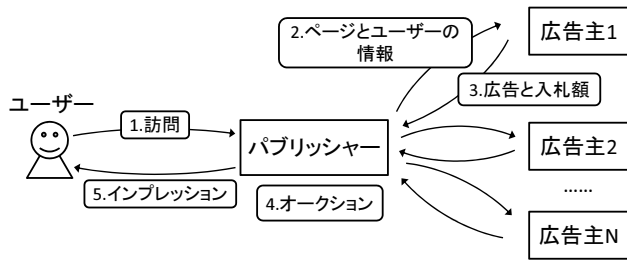 2.ページとユーザーの
情報
広告主1
3.広告と入札額
ユーザー
1.訪問
パブリッシャー
広告主2
5.インプレッション
4.オークション
……
広告主N